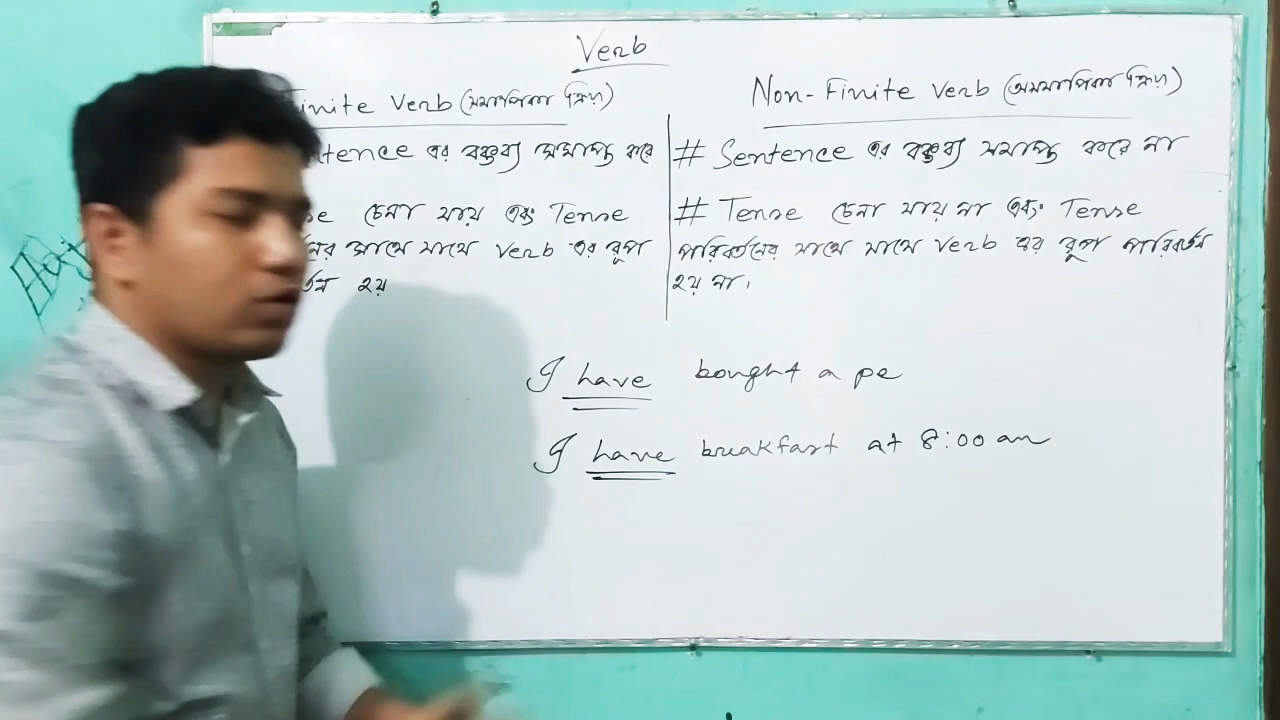 Verb
Finite Verb (সমাপিকা ক্রিয়া)
Non-Finite Verb (অসমাপিকা ক্রিয়া)
tence এর বক্তব্য সমাপ্ত করে
চেনা যায় এবং Tense
সাথে সাথে verb এর রূপ
হয়
# Sentence এর বক্তব্য সমাপ্ত করে না
# Tense চেনা যায় না এবং Tense
পরিবর্তনের সাথে সাথে verb এর রূপ পরিবর্তন
হয় না।
I have bought a pe
I have breakfast at 8:00 am